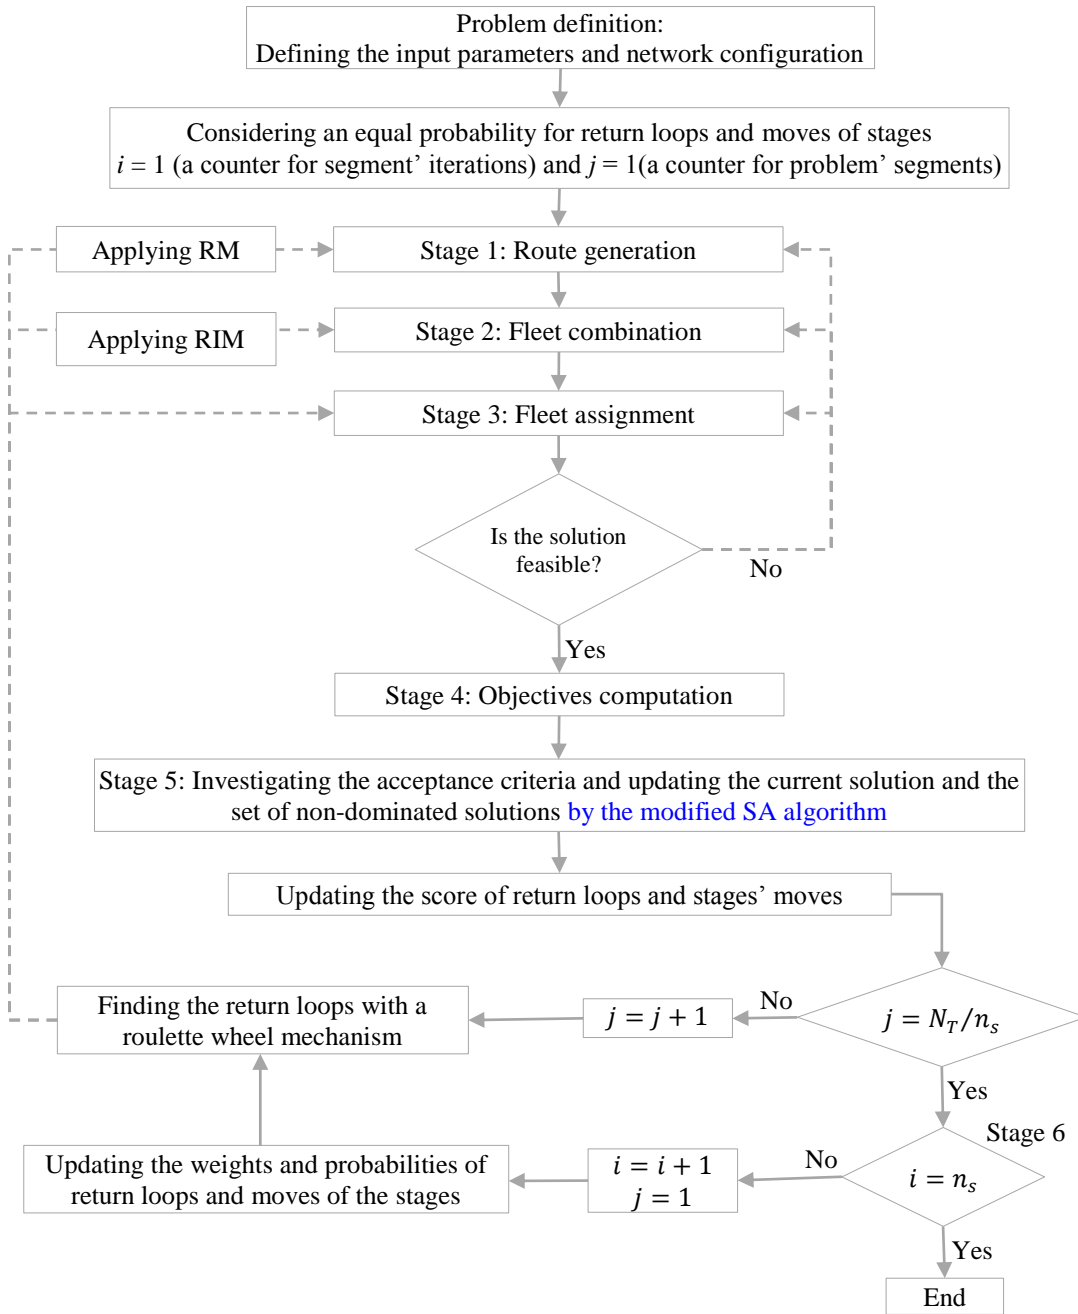 Problem definition:
Defining the input parameters and network configuration
Considering an equal probability for return loops and moves of stages
i = 1 (a counter for segment' iterations) and j = 1(a counter for problem' segments)
Applying RM
Stage 1: Route generation
Applying RIM
Stage 2: Fleet combination
Stage 3: Fleet assignment
Is the solution
feasible?
No
Yes
Stage 4: Objectives computation
Stage 5: Investigating the acceptance criteria and updating the current solution and the
set of non-dominated solutions by the modified SA algorithm
Updating the score of return loops and stages’ moves
Finding the return loops with a
roulette wheel mechanism
j = j + 1
No
j = N_T/n_s
Yes
Stage 6
Updating the weights and probabilities of
return loops and moves of the stages
i = i + 1
j = 1
No
i = n_s
Yes
End